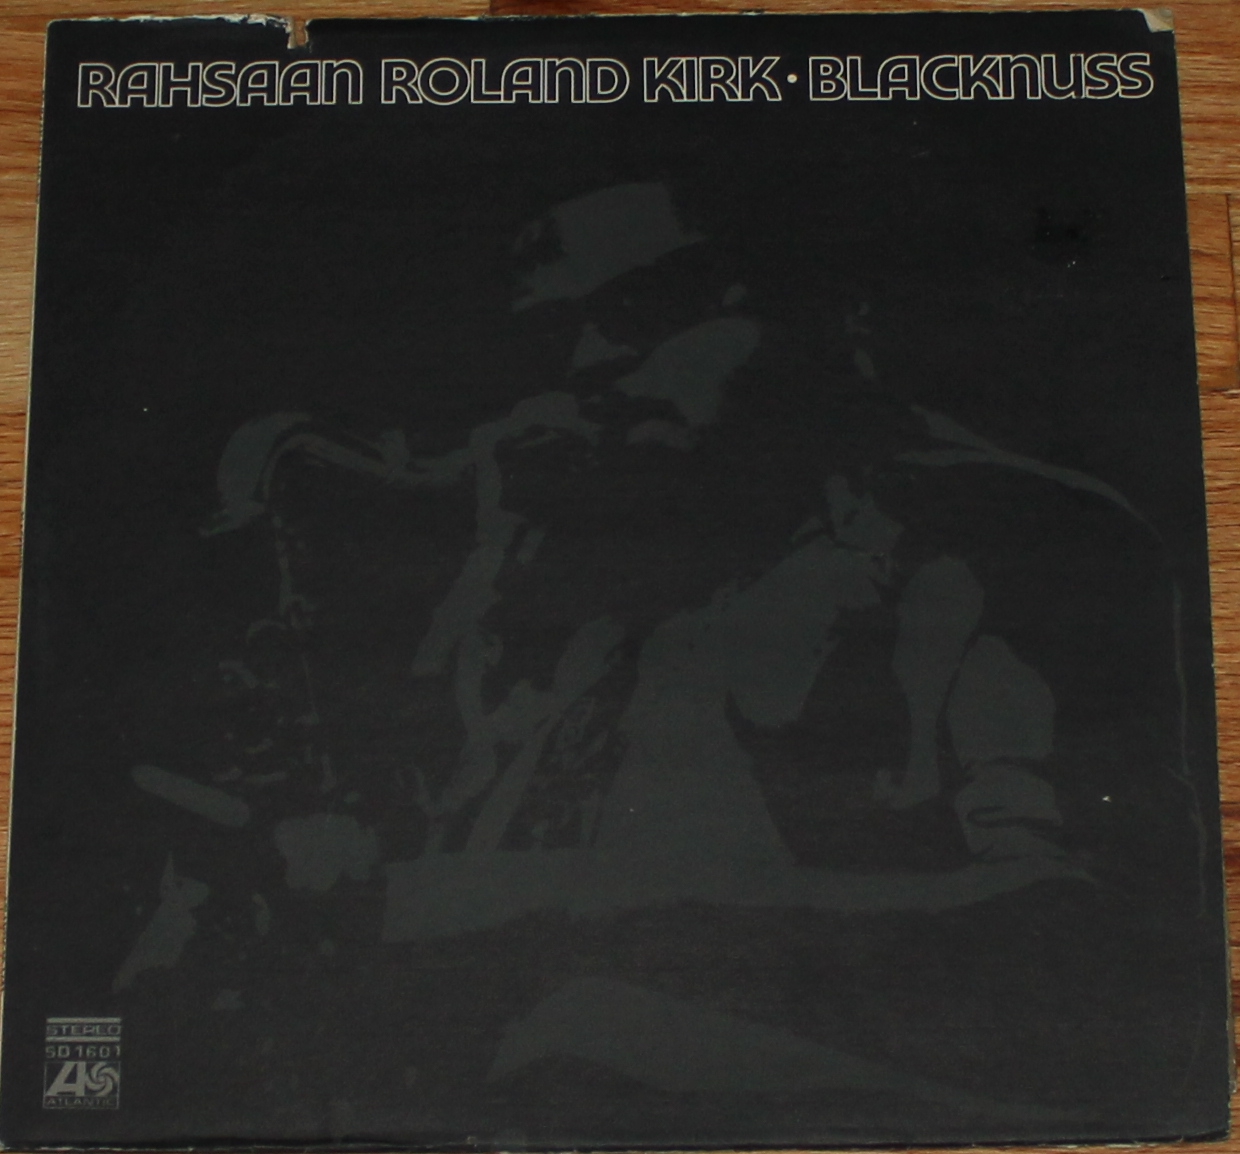 RAHSAAN ROLAND KIRK · BLACKNUSS
STEREO
SD 1601
ATLANTIC